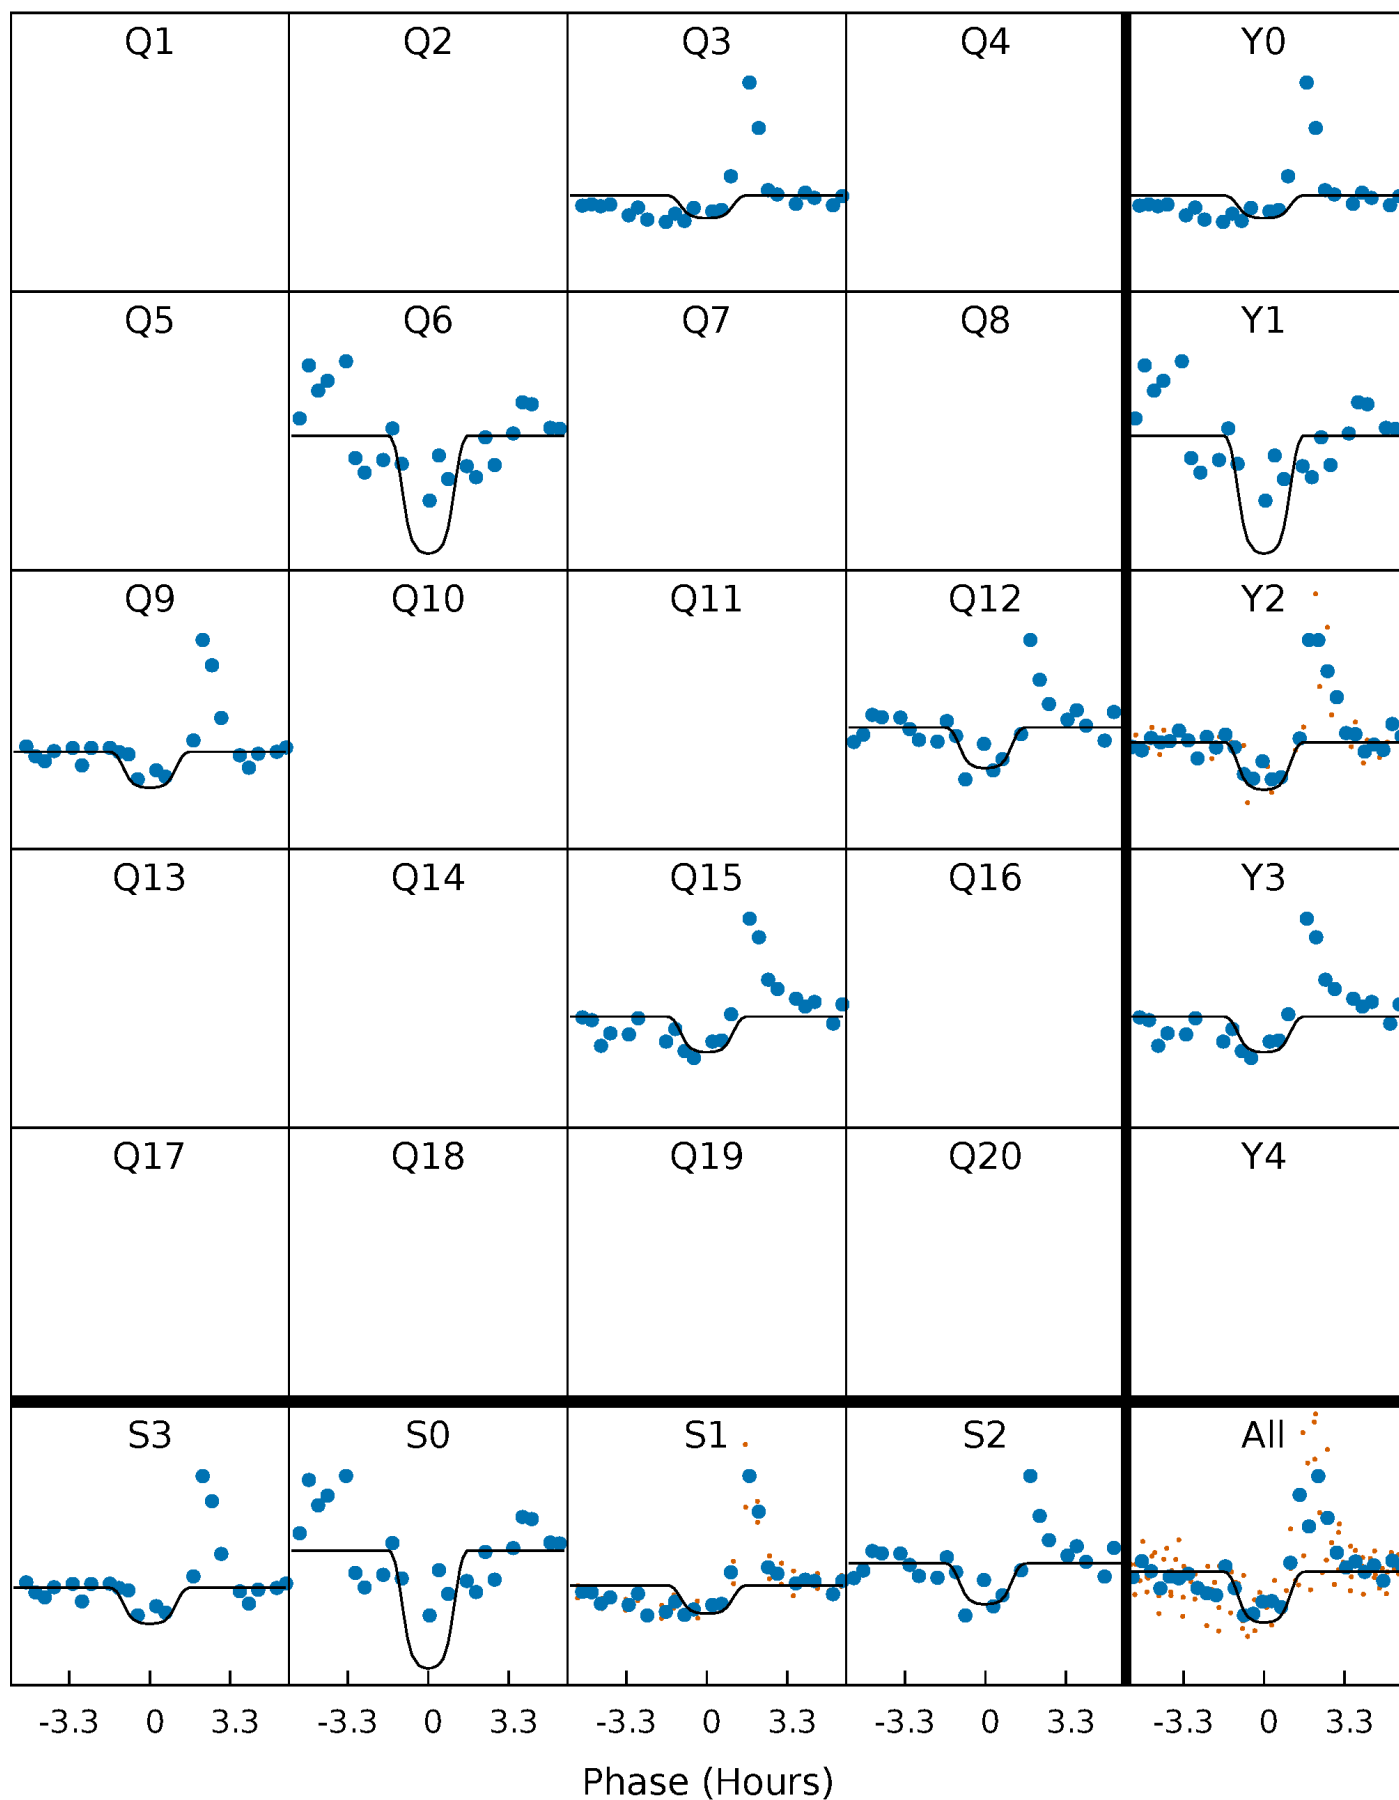 Q1 Q2 Q3 Q4 Y0
Q5 Q6 Q7 Q8 Y1
Q9 Q10 Q11 Q12 Y2
Q13 Q14 Q15 Q16 Y3
Q17 Q18 Q19 Q20 Y4
S3 S0 S1 S2 All
-3.3 0 3.3 -3.3 0 3.3 -3.3 0 3.3 -3.3 0 3.3 -3.3 0 3.3
Phase (Hours)